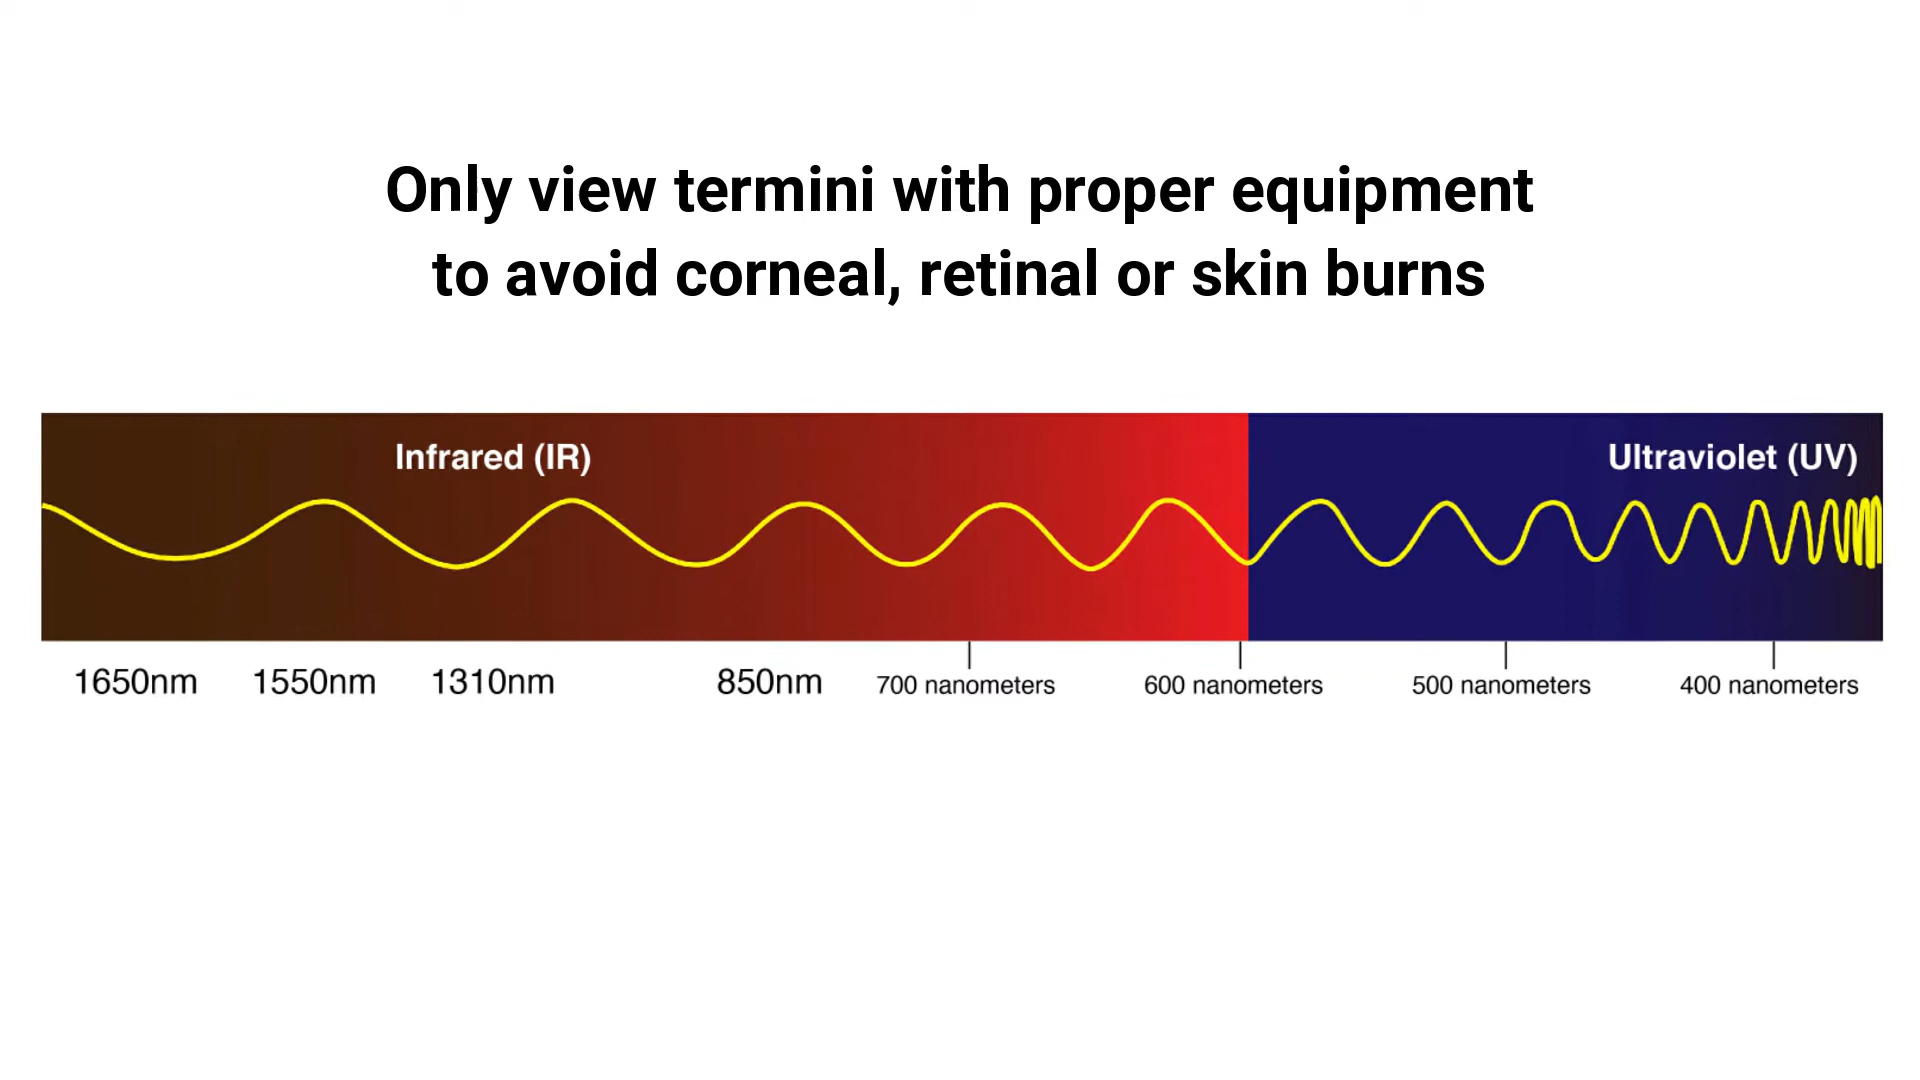 Only view termini with proper equipment
to avoid corneal, retinal or skin burns
Infrared (IR) Ultraviolet (UV)
1650nm 1550nm 1310nm 850nm 700 nanometers 600 nanometers 500 nanometers 400 nanometers